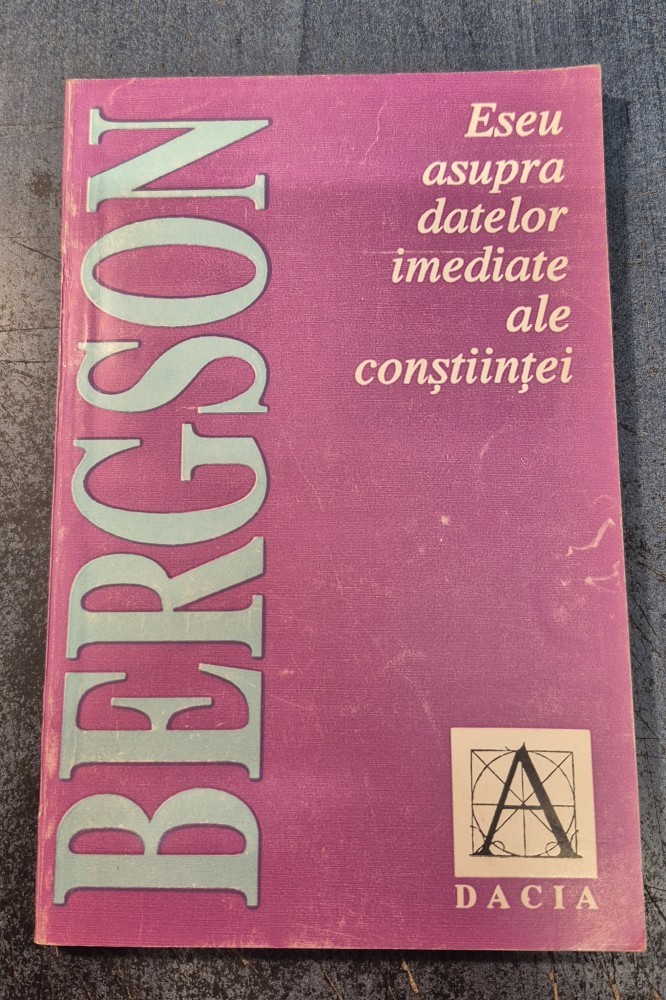 BERGSON
Eseu
asupra
datelor
imediate
ale
conștiinței
A
DACIA